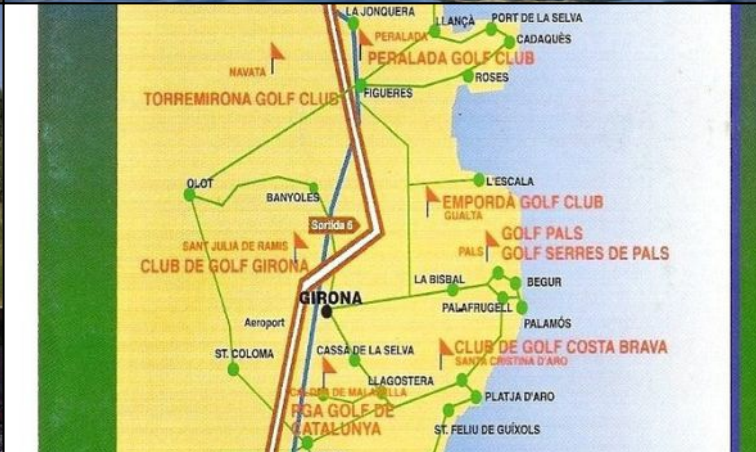 LA JONQUERA
LLANÇÀ
PORT DE LA SELVA
PERALADA
CADAQUÈS
PERALADA GOLF CLUB
NAVATA
ROSES
FIGUERES
TORREMIRONA GOLF CLUB
OLOT
L'ESCALA
BANYOLES
EMPORDÀ GOLF CLUB
GUALTA
Sortida 6
GOLF PALS
SANT JULIA DE RAMIS
PALS
GOLF SERRES DE PALS
CLUB DE GOLF GIRONA
LA BISBAL
BEGUR
GIRONA
PALAFRUGELL
Aeroport
PALAMÓS
ST. COLOMA
CASSÀ DE LA SELVA
CLUB DE GOLF COSTA BRAVA
SANTA CRISTINA D'ARO
LLAGOSTERA
CALDES DE MALAVELLA
PLATJA D'ARO
PGA GOLF DE
CATALUNYA
ST. FELIU DE GUÍXOLS